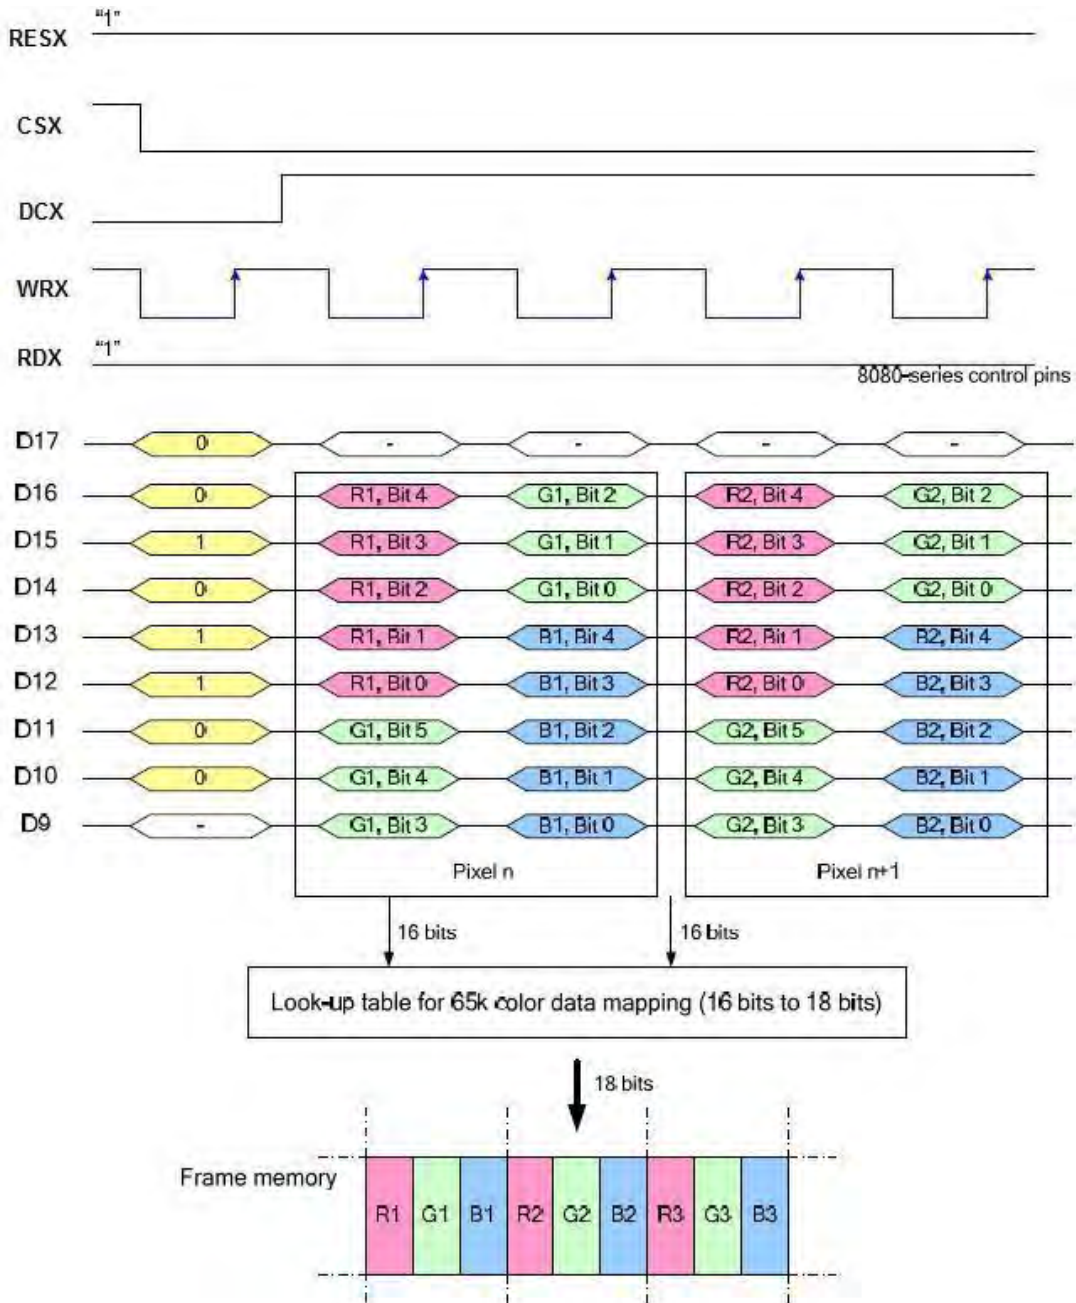 "1"
RESX
CSX
DCX
WRX
"1"
RDX
8080-series control pins
D17 0 - - - -
D16 0 R1, Bit 4 G1, Bit 2 R2, Bit 4 G2, Bit 2
D15 1 R1, Bit 3 G1, Bit 1 R2, Bit 3 G2, Bit 1
D14 0 R1, Bit 2 G1, Bit 0 R2, Bit 2 G2, Bit 0
D13 1 R1, Bit 1 B1, Bit 4 R2, Bit 1 B2, Bit 4
D12 1 R1, Bit 0 B1, Bit 3 R2, Bit 0 B2, Bit 3
D11 0 G1, Bit 5 B1, Bit 2 G2, Bit 5 B2, Bit 2
D10 0 G1, Bit 4 B1, Bit 1 G2, Bit 4 B2, Bit 1
D9 - G1, Bit 3 B1, Bit 0 G2, Bit 3 B2, Bit 0
Pixel n Pixel n+1
16 bits 16 bits
Look-up table for 65k color data mapping (16 bits to 18 bits)
18 bits
Frame memory
R1 G1 B1 R2 G2 B2 R3 G3 B3